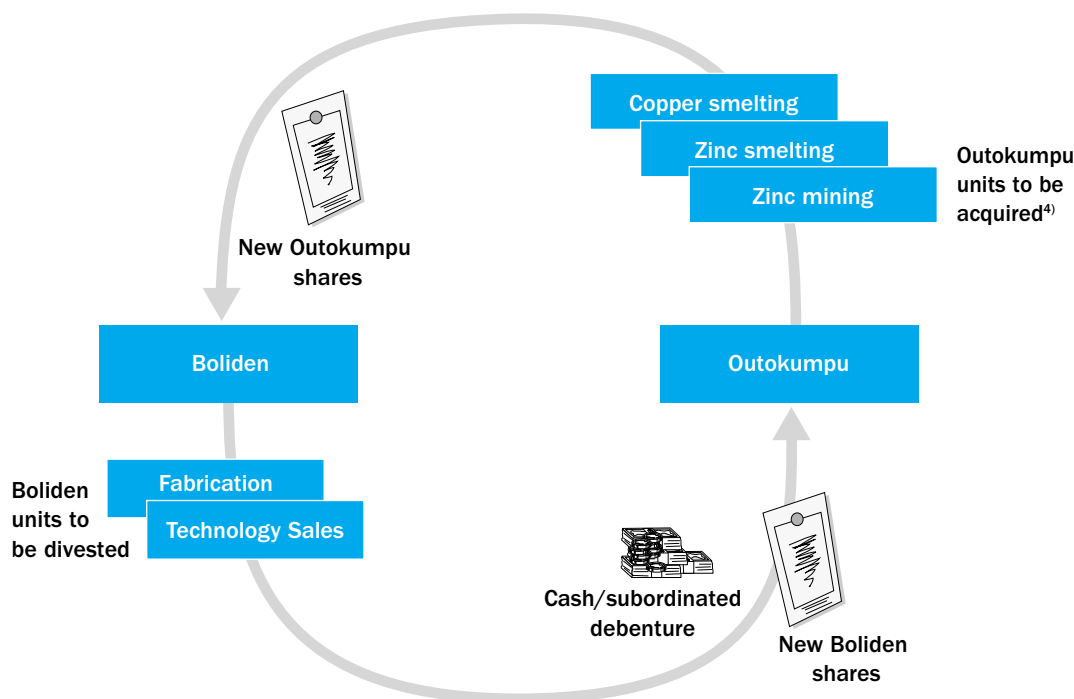 Copper smelting
Zinc smelting
Zinc mining
Outokumpu
units to be
acquired4)
New Outokumpu
shares
Boliden
Outokumpu
Fabrication
Technology Sales
Boliden
units to
be divested
Cash/subordinated
debenture
New Boliden
shares